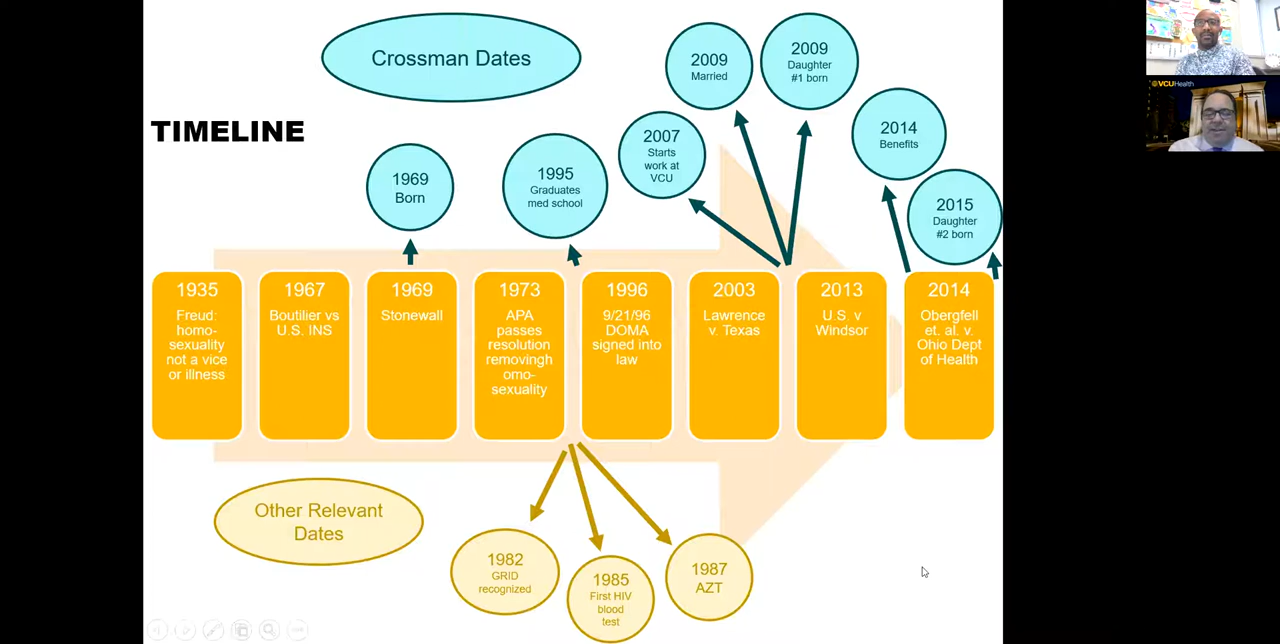 Crossman Dates
2009
Married
2009
Daughter
#1 born
TIMELINE
2007
Starts
work at
VCU
2014
Benefits
1969
Born
1995
Graduates
med school
2015
Daughter
#2 born
1935
Freud:
homo-
sexuality
not a vice
or illness
1967
Boutilier vs
U.S. INS
1969
Stonewall
1973
APA
passes
resolution
removingh
omo-
sexuality
1996
9/21/96
DOMA
signed into
law
2003
Lawrence
v. Texas
2013
U.S. v
Windsor
2014
Obergfell
et. al. v.
Ohio Dept
of Health
Other Relevant
Dates
1982
GRID
recognized
1985
First HIV
blood
test
1987
AZT
VCUHealth